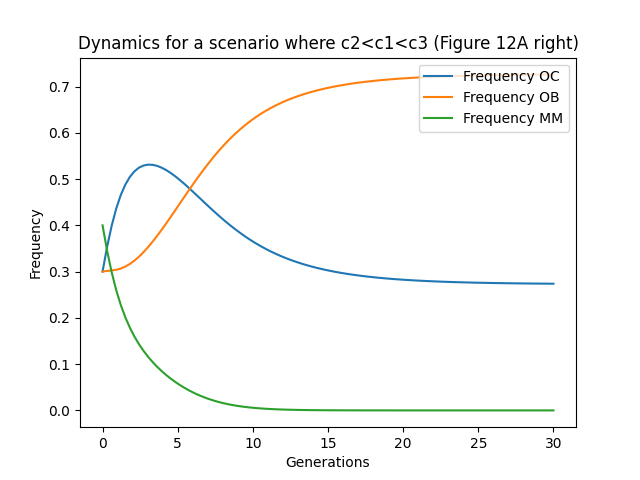 Dynamics for a scenario where c2<c1<c3 (Figure 12A right)
Frequency OC
Frequency OB
Frequency MM
0.7
0.6
0.5
0.4
0.3
0.2
0.1
0.0
Frequency
0 5 10 15 20 25 30
Generations